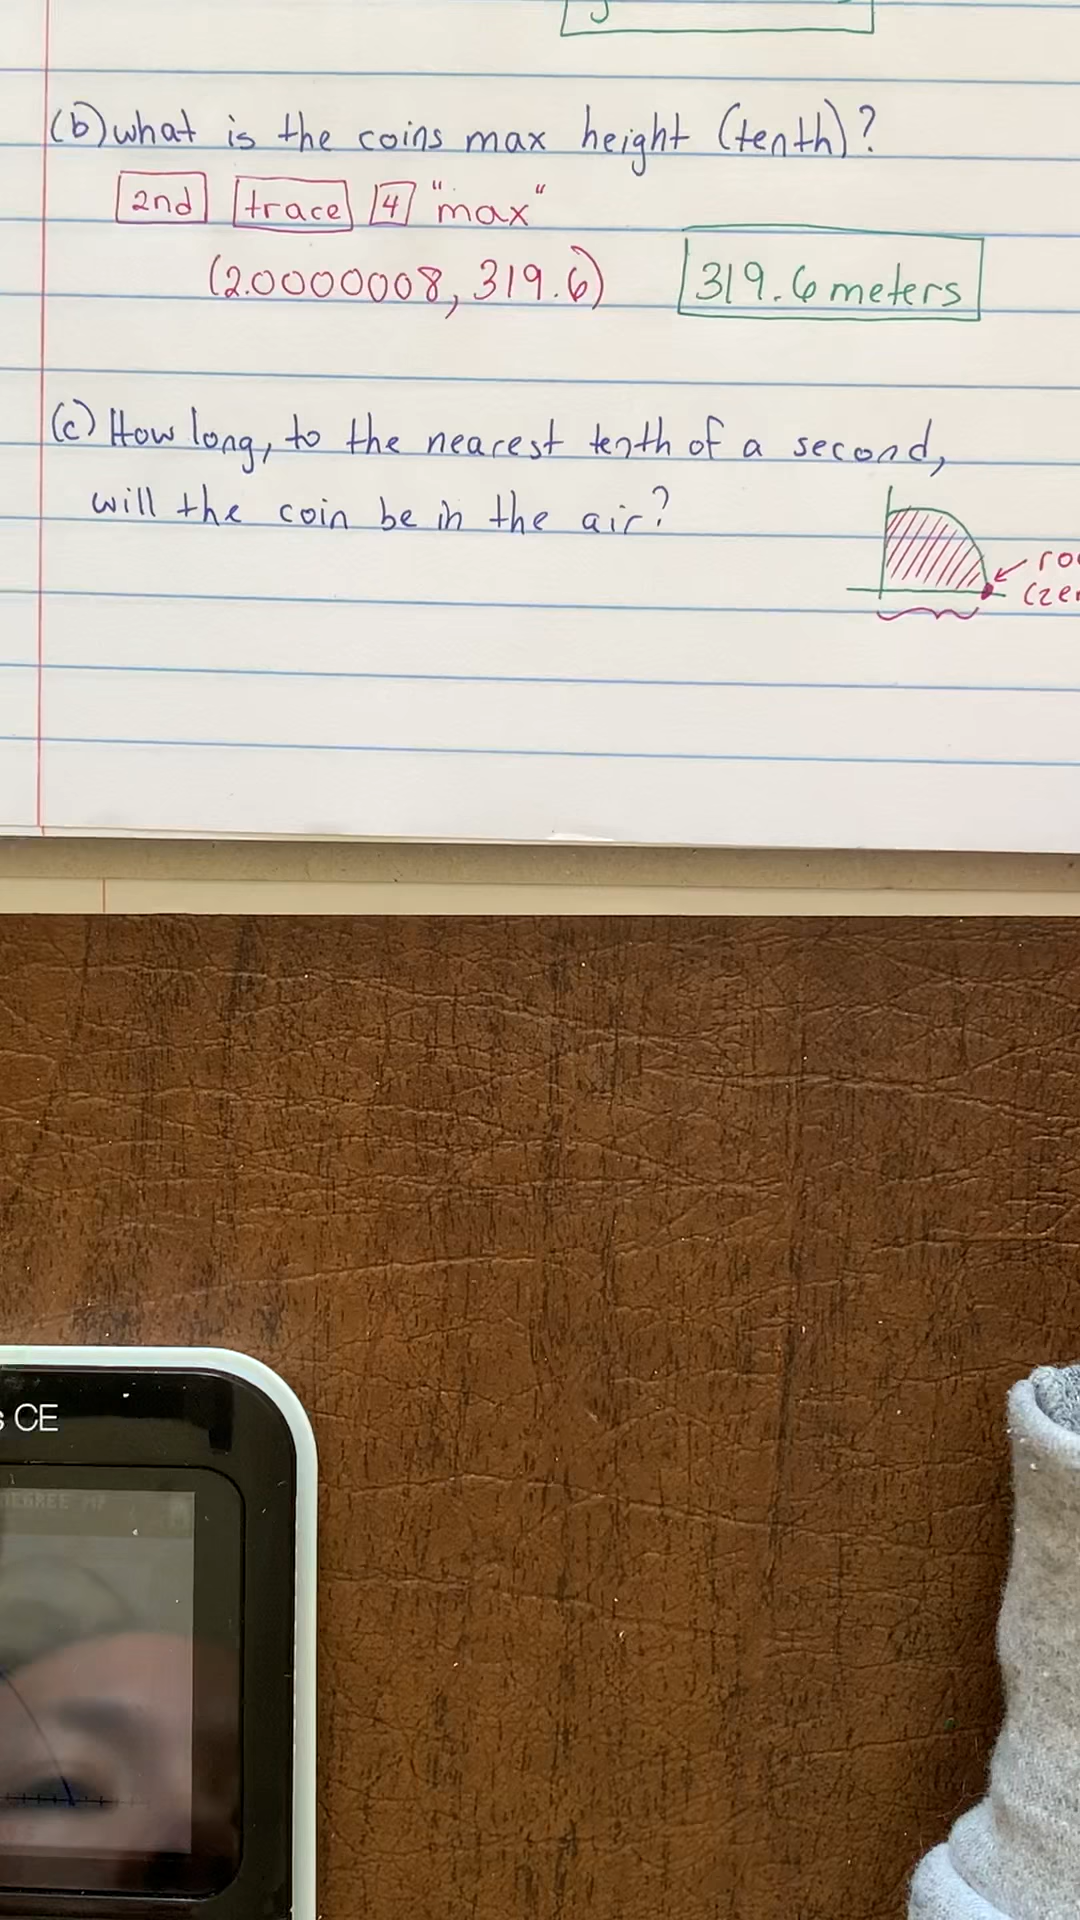 (b) what is the coins max height (tenth)?
2nd trace 4 "max"
(2.0000008, 319.6) 319.6 meters
(c) How long, to the nearest tenth of a second,
will the coin be in the air?
CE
DEGREE